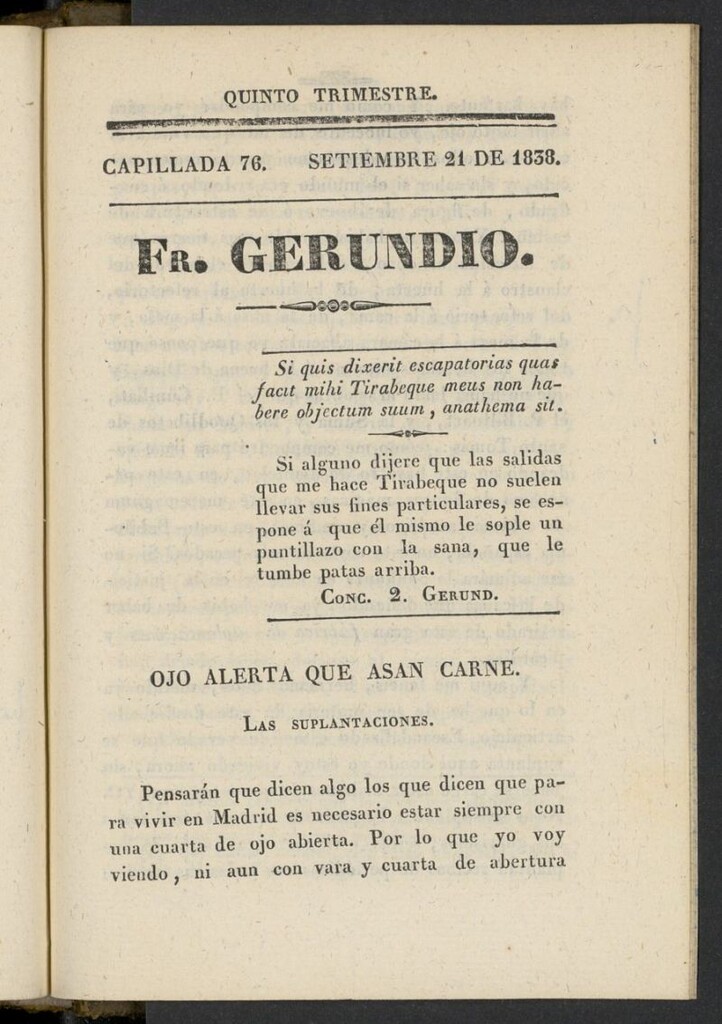 QUINTO TRIMESTRE.
CAPILLADA 76. SETIEMBRE 21 DE 1838.
FR. GERUNDIO.
Si quis dixerit escapatorias quas
facit mihi Tirabeque meus non ha-
bere objectum suum, anathema sit.
Si alguno dijere que las salidas
que me hace Tirabeque no suelen
llevar sus fines particulares, se es-
pone á que él mismo le sople un
puntillazo con la sana, que le
tumbe patas arriba.
CONC. 2. GERUND.
OJO ALERTA QUE ASAN CARNE.
LAS SUPLANTACIONES.
Pensarán que dicen algo los que dicen que pa-
ra vivir en Madrid es necesario estar siempre con
una cuarta de ojo abierta. Por lo que yo voy
viendo, ni aun con vara y cuarta de abertura